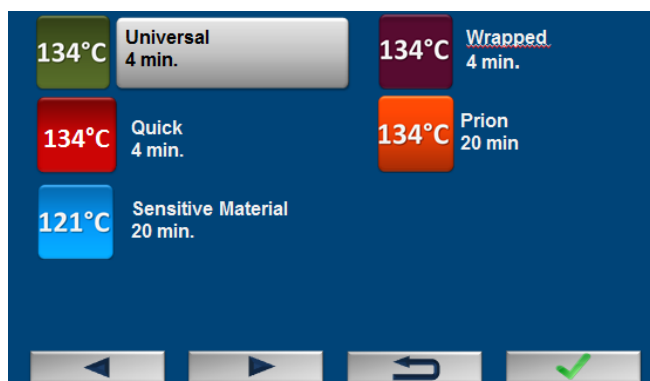 134°C
Universal
4 min.
134°C
Wrapped
4 min.
134°C
Quick
4 min.
134°C
Prion
20 min
121°C
Sensitive Material
20 min.